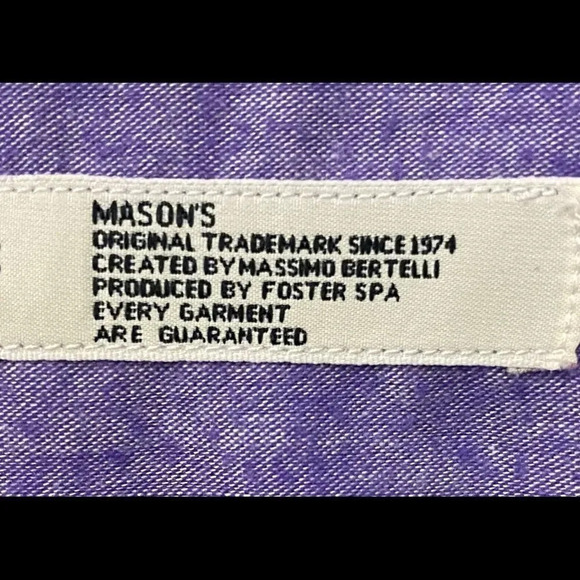 MASON'S
ORIGINAL TRADEMARK SINCE 1974
CREATED BY MASSIMO BERTELLI
PRODUCED BY FOSTER SPA
EVERY GARMENT
ARE GUARANTEED